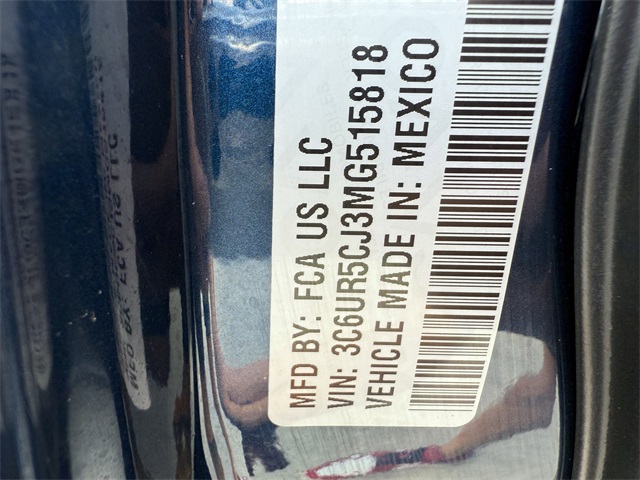 MFD BY: FCA US LLC
VIN: 3C6UR5CJ3MG515818
VEHICLE MADE IN: MEXICO